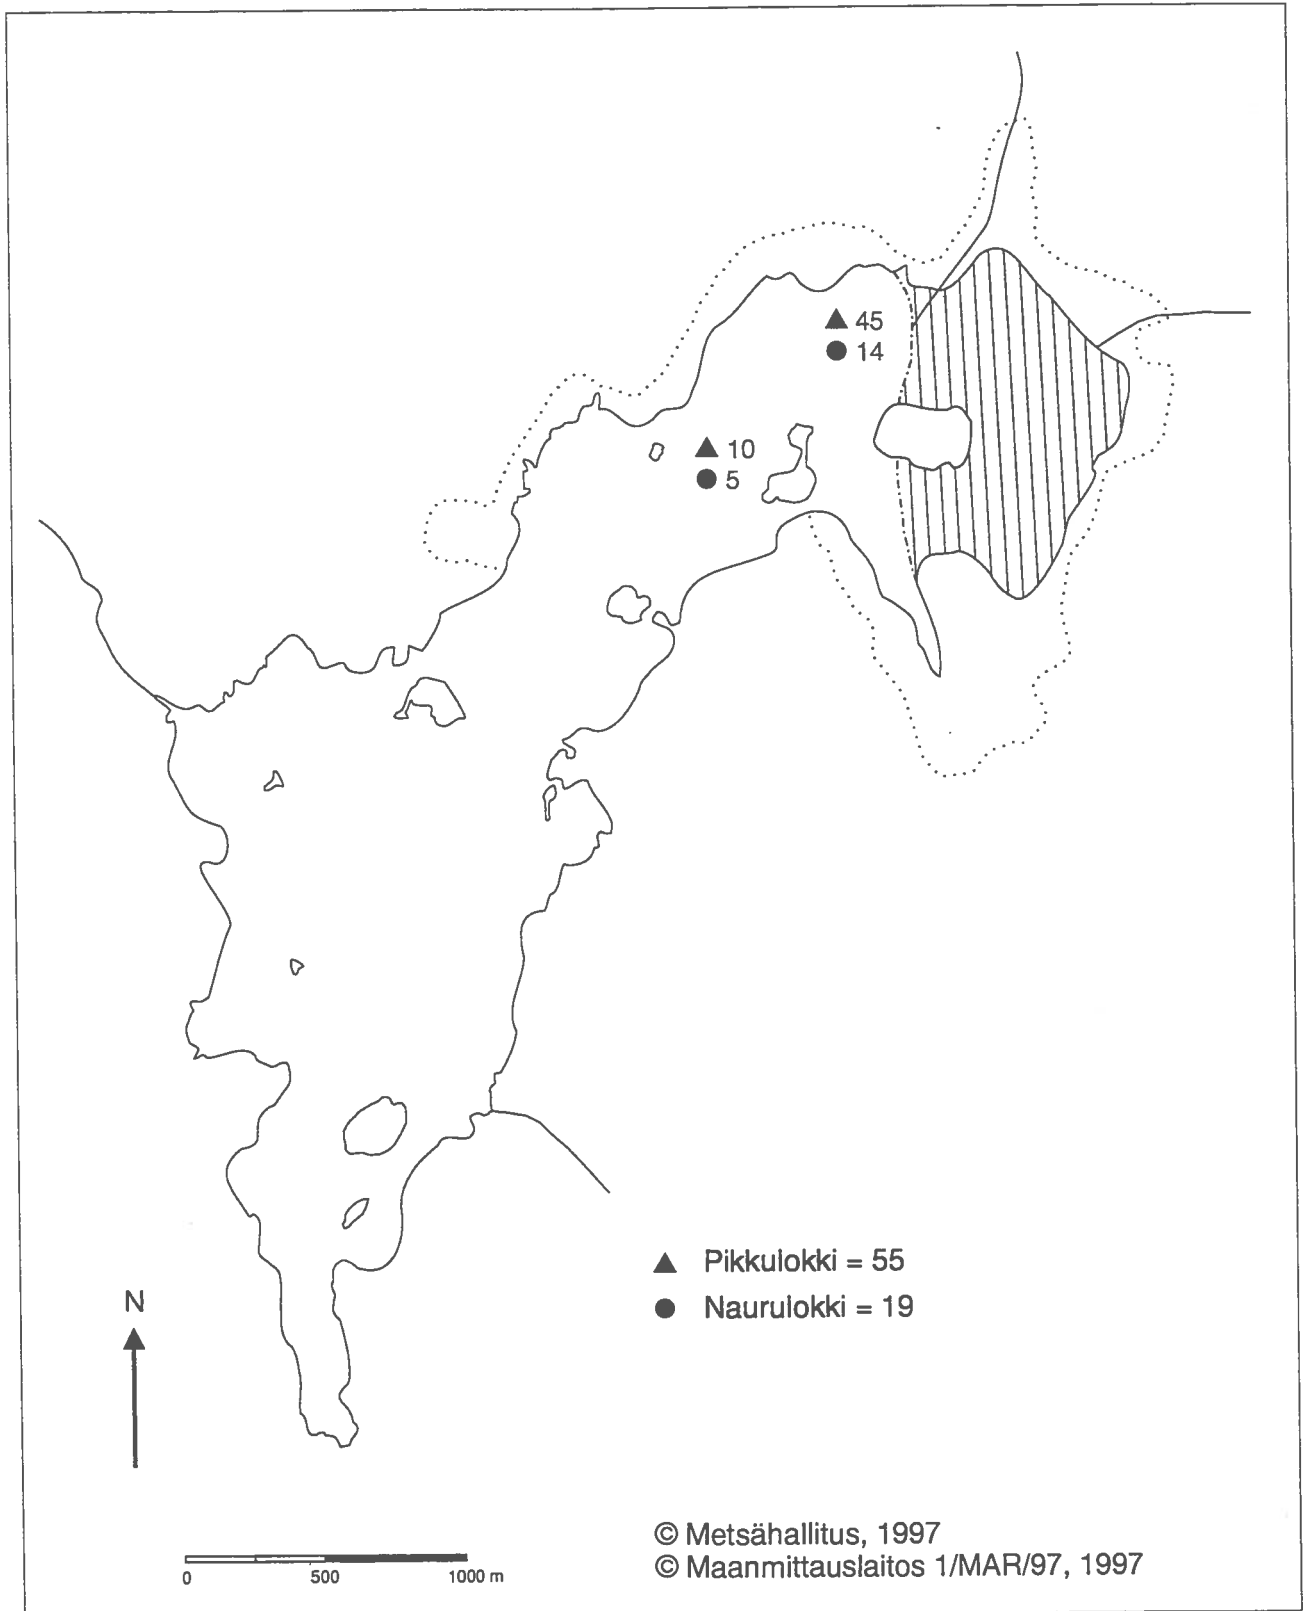 ▲ 45
● 14
▲ 10
● 5
▲ Pikkulokki = 55
● Naurulokki = 19
N
0 500 1000 m
© Metsähallitus, 1997
© Maanmittauslaitos 1/MAR/97, 1997